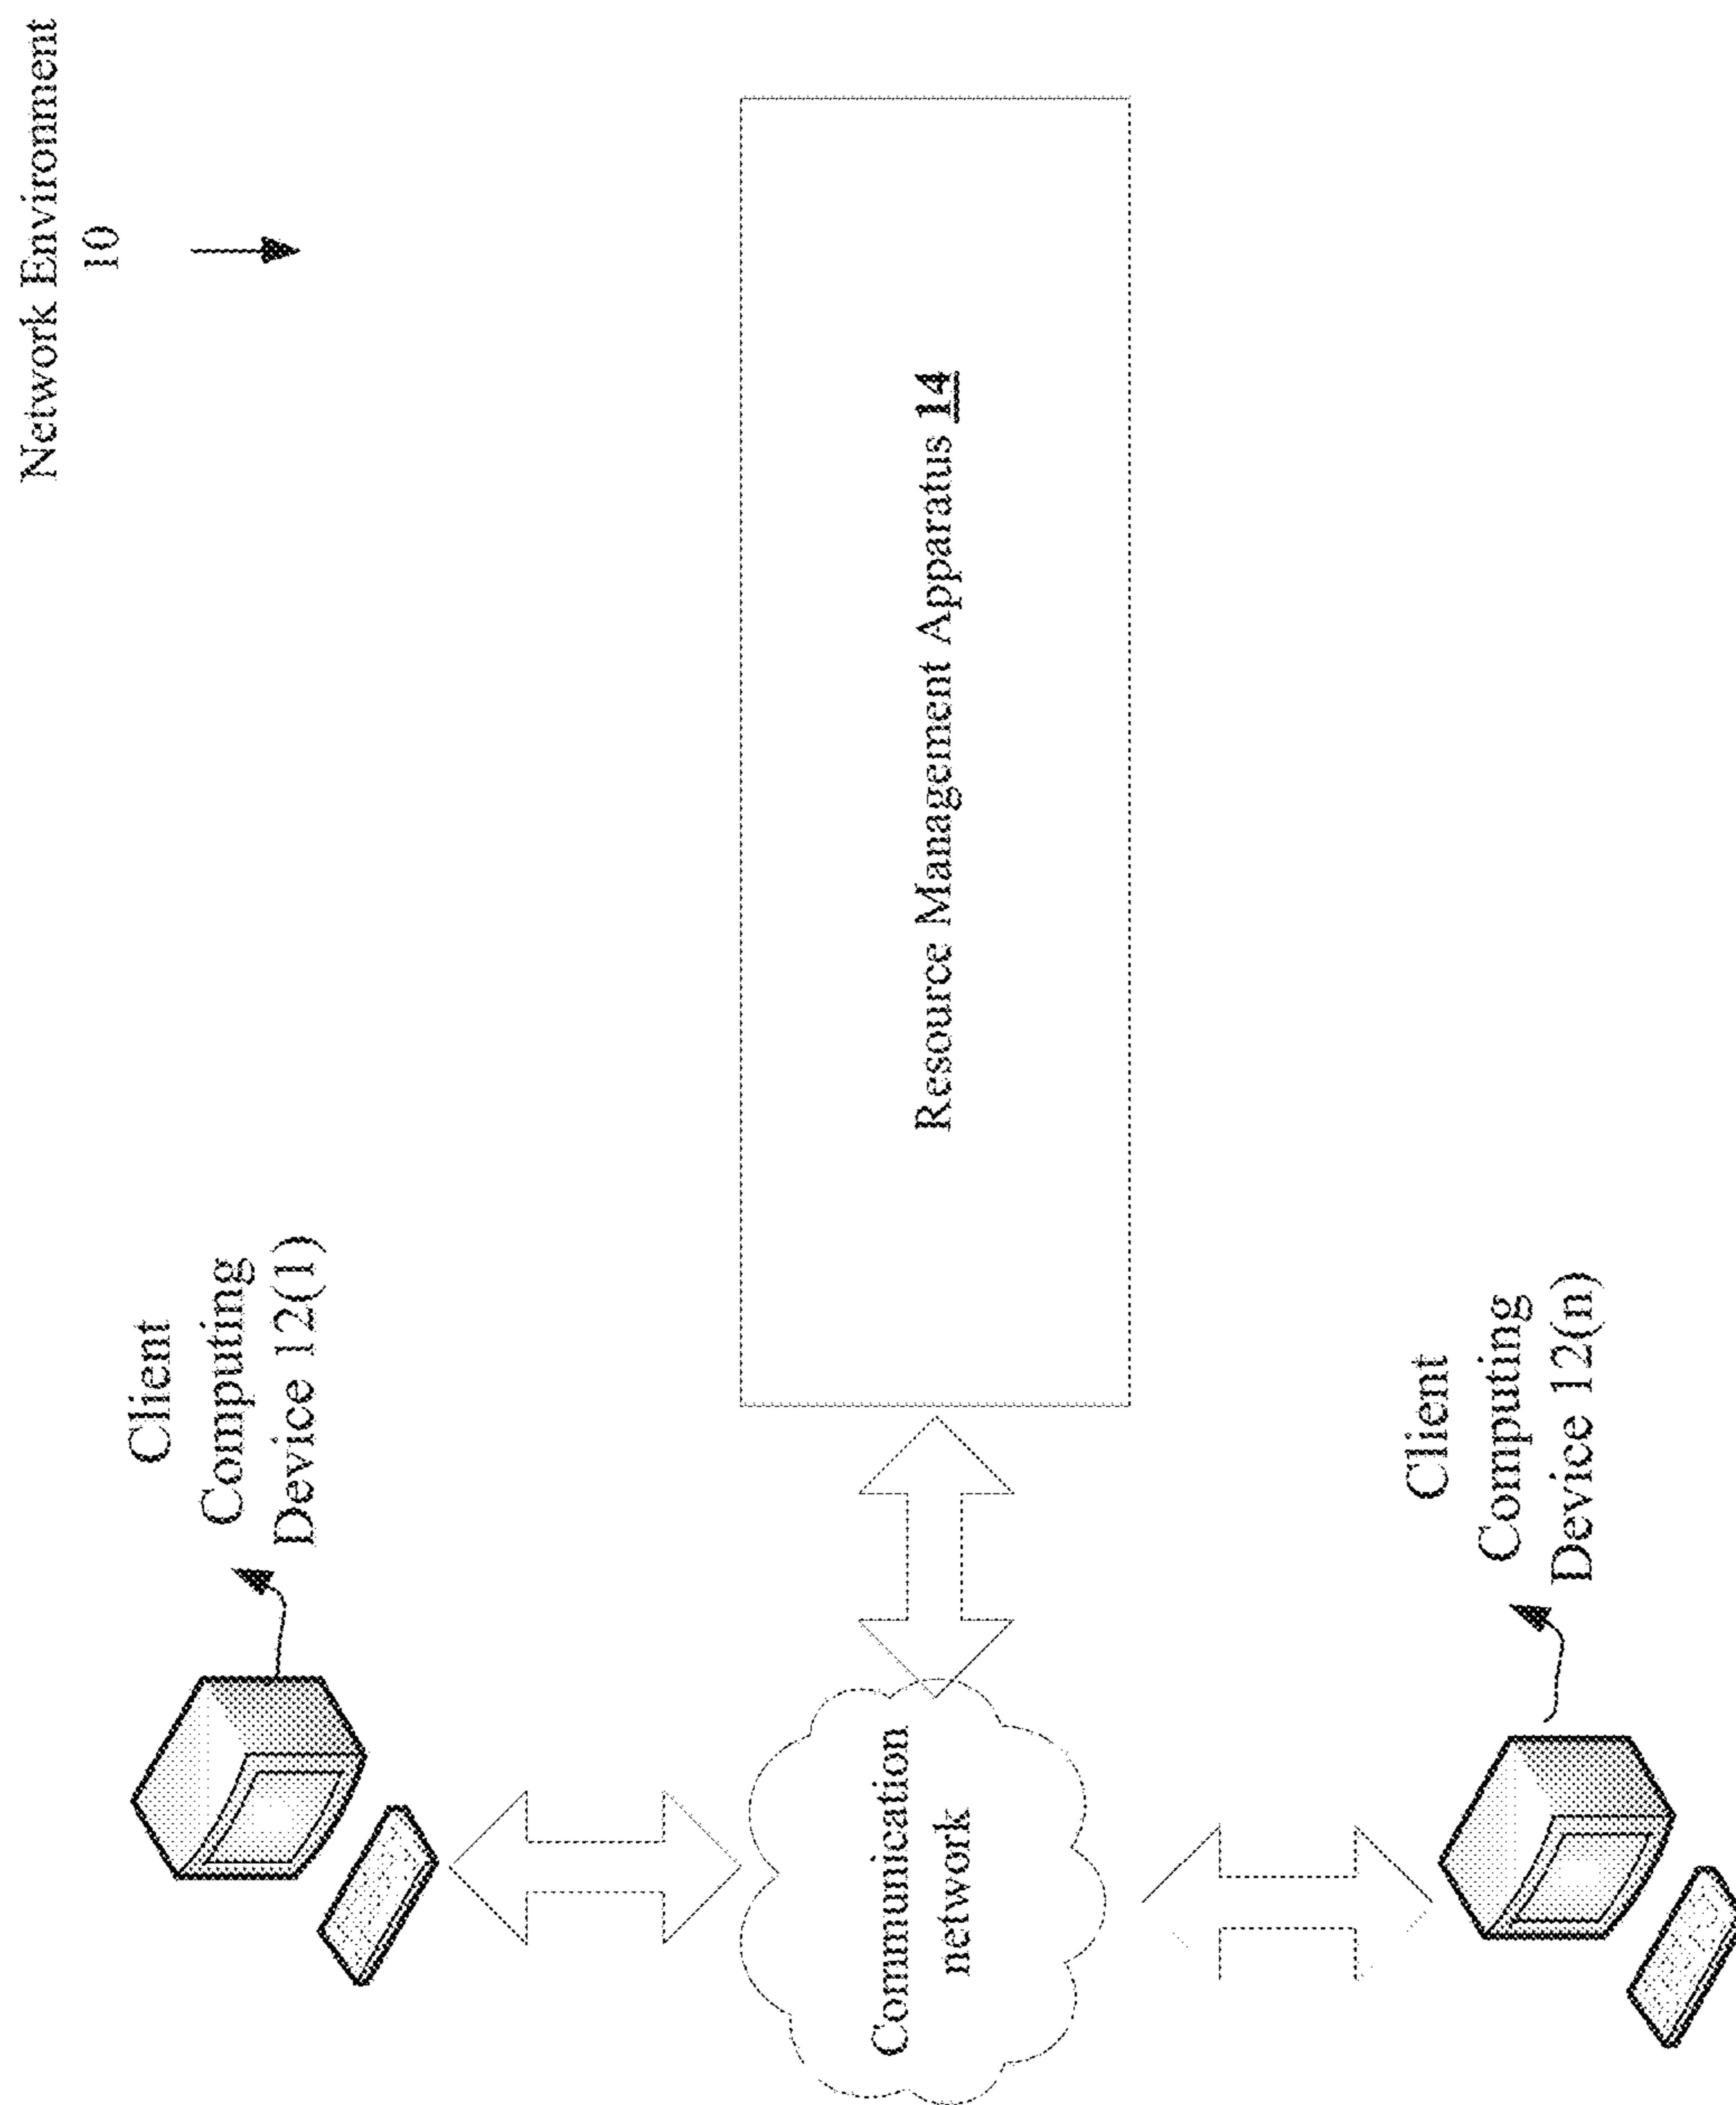 Network Environment
10
Client
Computing
Device 12(1)
Communication
network
Resource Management Apparatus 14
Client
Computing
Device 12(n)